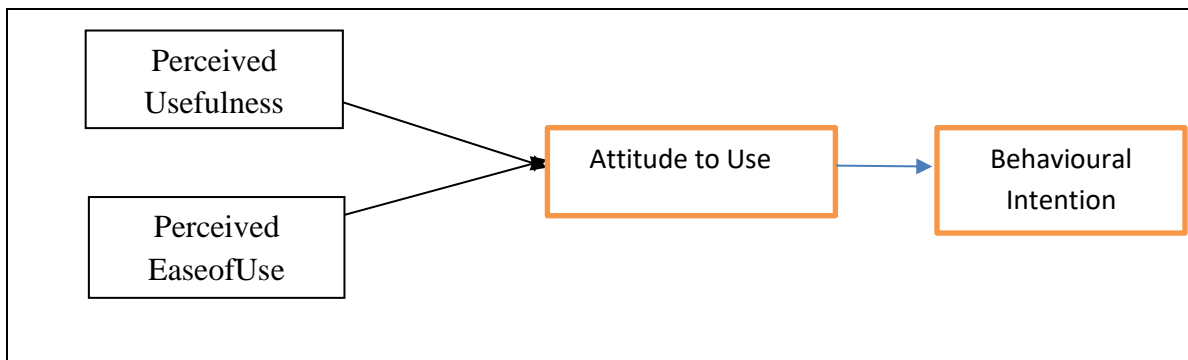 Perceived
Usefulness
Perceived
EaseofUse
Attitude to Use
Behavioural
Intention